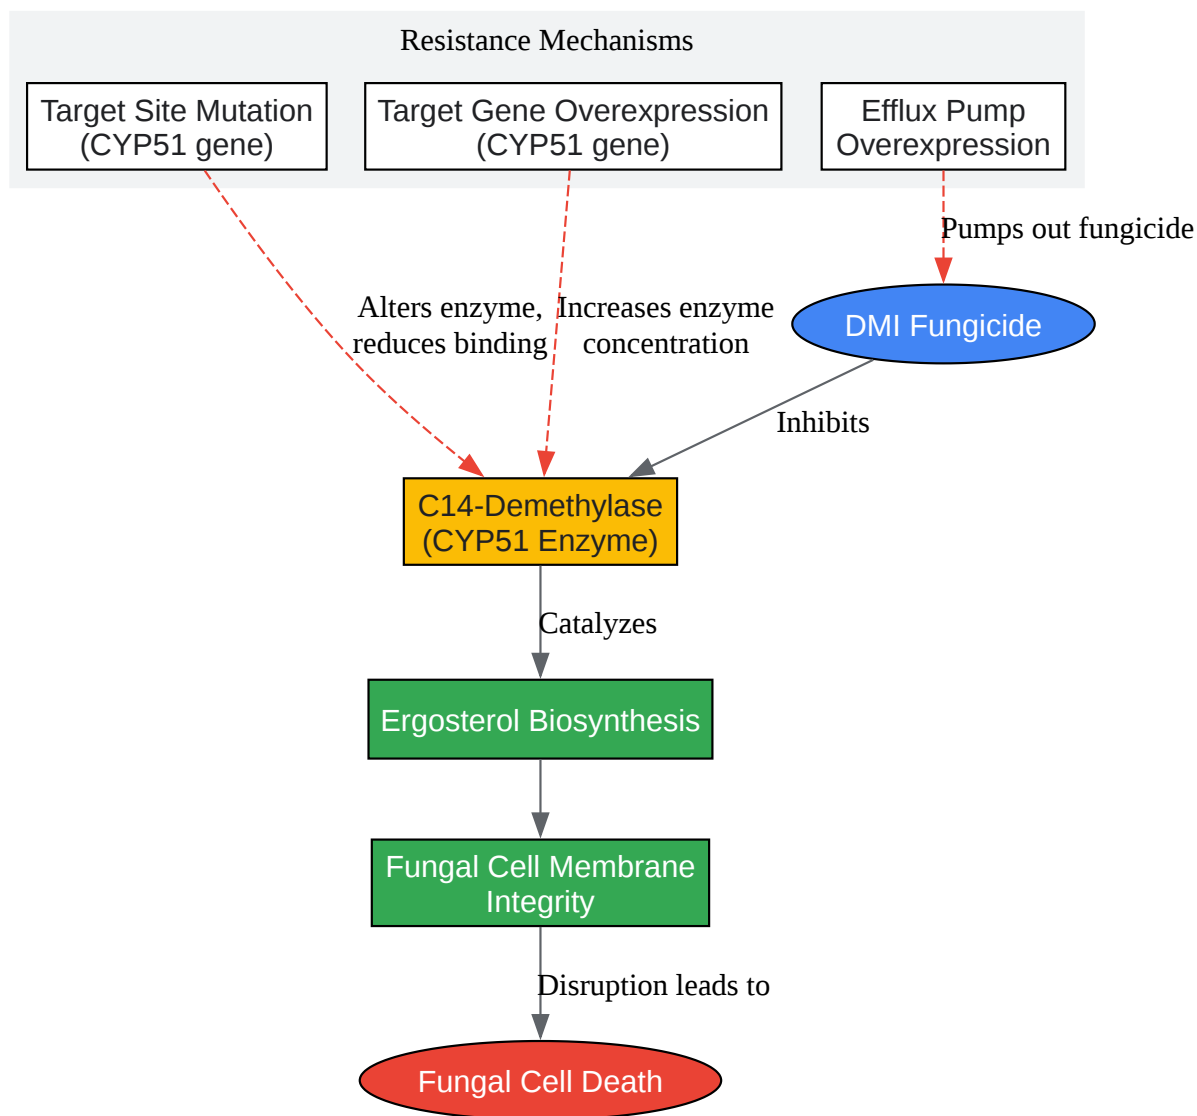 Resistance Mechanisms
Target Site Mutation
(CYP51 gene)
Target Gene Overexpression
(CYP51 gene)
Efflux Pump
Overexpression
Pumps out fungicide
Alters enzyme,
reduces binding
Increases enzyme
concentration
DMI Fungicide
Inhibits
C14-Demethylase
(CYP51 Enzyme)
Catalyzes
Ergosterol Biosynthesis
Fungal Cell Membrane
Integrity
Disruption leads to
Fungal Cell Death